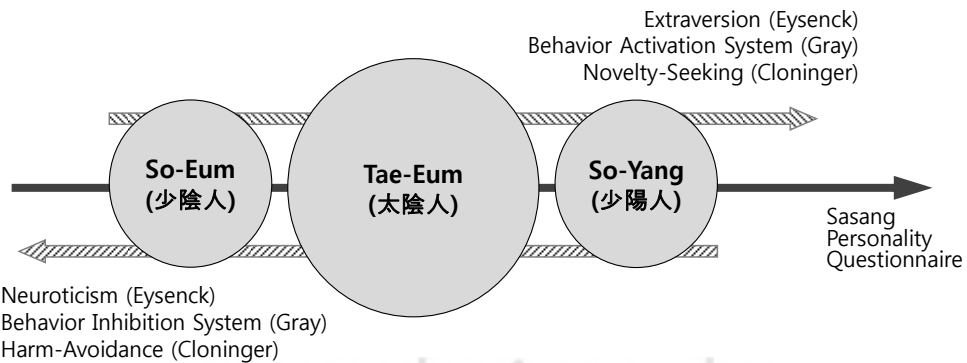 Extraversion (Eysenck)
Behavior Activation System (Gray)
Novelty-Seeking (Cloninger)
So-Eum
(少陰人)
Tae-Eum
(太陰人)
So-Yang
(少陽人)
Sasang
Personality
Questionnaire
Neuroticism (Eysenck)
Behavior Inhibition System (Gray)
Harm-Avoidance (Cloninger)